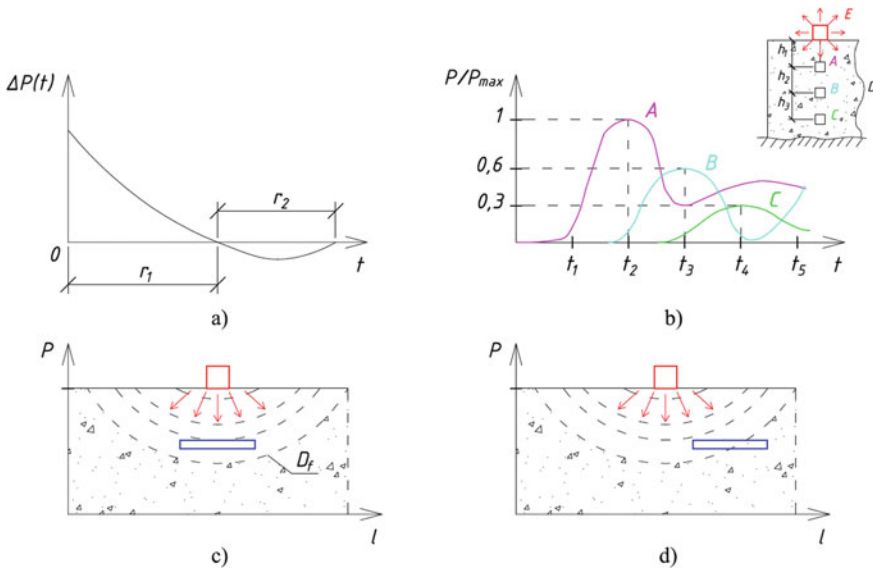 ΔP(t)
r₂
0
t
r₁
a)
P/Pmax
1
A
0,6
B
0,3
C
t₁ t₂ t₃ t₄ t₅ t
b)
E
h₁
A
h₂
B
D
h₃
C
P
Df
l
c)
P
l
d)